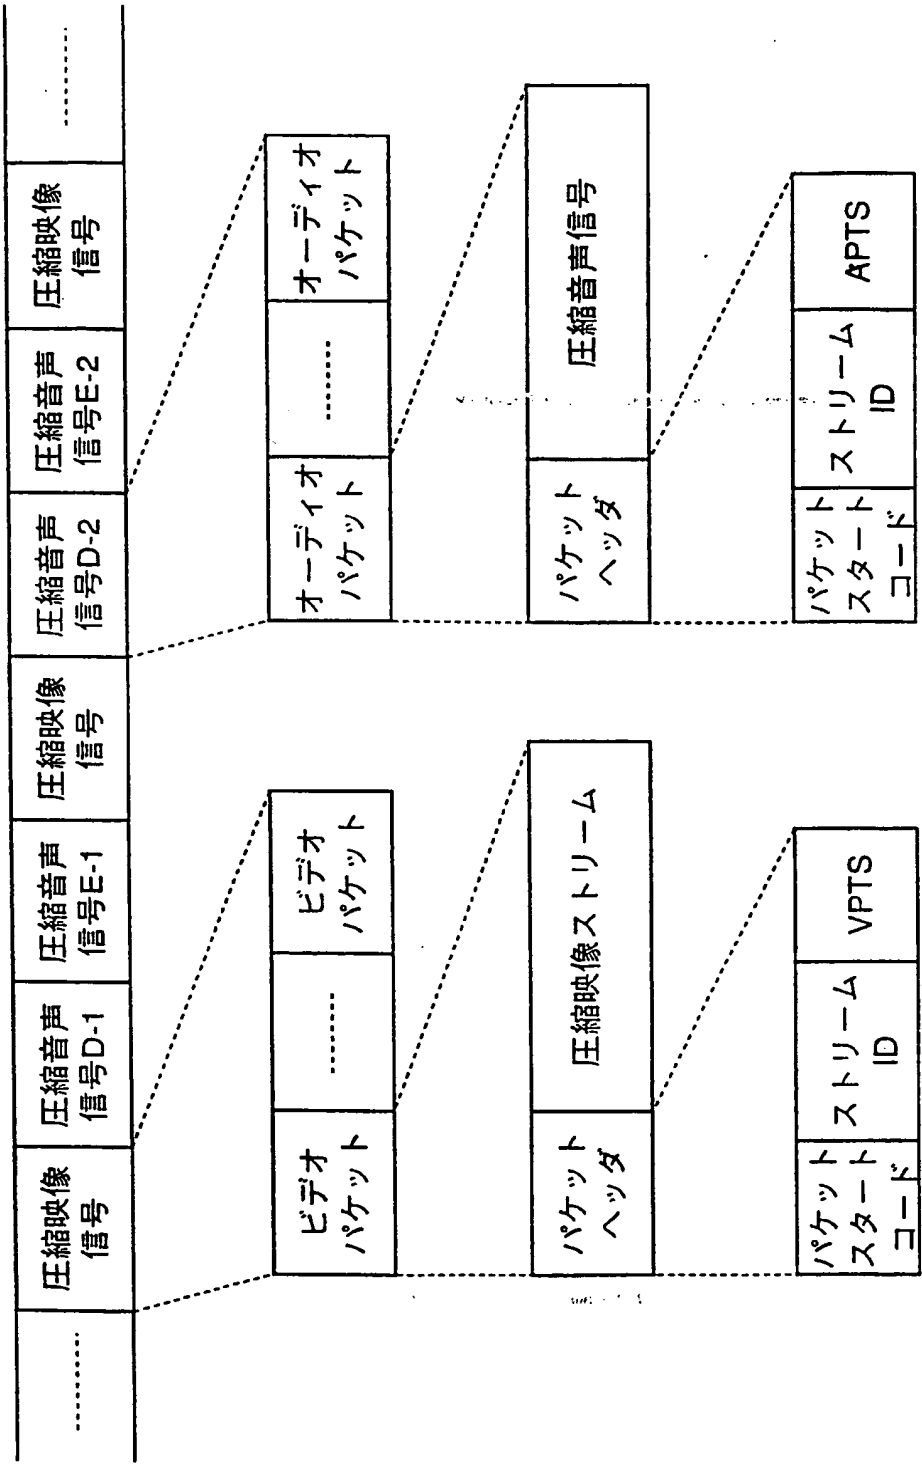 圧縮映像
信号
圧縮音声
信号D-1
圧縮音声
信号E-1
圧縮映像
信号
圧縮音声
信号D-2
圧縮音声
信号E-2
圧縮映像
信号
ビデオ
パケット
ビデオ
パケット
オーディオ
パケット
オーディオ
パケット
パケット
ヘッダ
圧縮映像ストリーム
パケット
ヘッダ
圧縮音声信号
パケット
スタート
コード
ストリーム
ID
VPTS
パケット
スタート
コード
ストリーム
ID
APTS